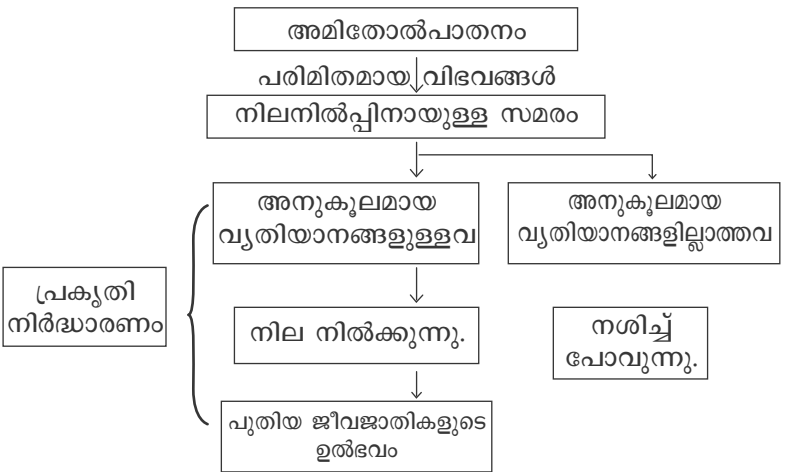 അമിതോൽപാതനം
പരിമിതമായ വിഭവങ്ങൾ
നിലനിൽപ്പിനായുള്ള സമരം
അനുകൂലമായ
വ്യതിയാനങ്ങളുള്ളവ
അനുകൂലമായ
വ്യതിയാനങ്ങളില്ലാത്തവ
പ്രകൃതി
നിർദ്ധാരണം
നില നിൽക്കുന്നു.
നശിച്ച്
പോവുന്നു.
പുതിയ ജീവജാതികളുടെ
ഉൽഭവം